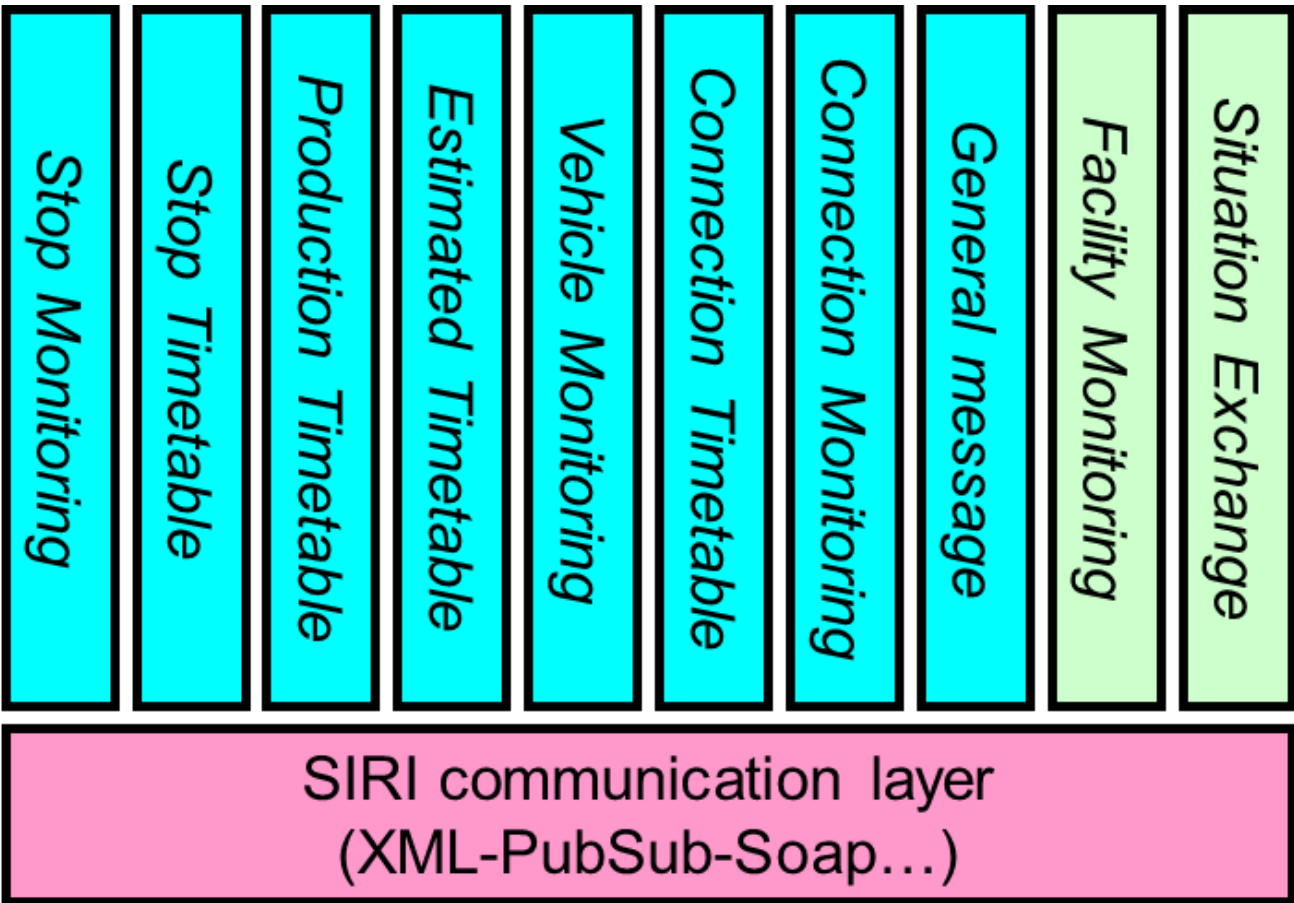 Stop Monitoring
Stop Timetable
Production Timetable
Estimated Timetable
Vehicle Monitoring
Connection Timetable
Connection Monitoring
General message
Facility Monitoring
Situation Exchange
SIRI communication layer
(XML-PubSub-Soap…)